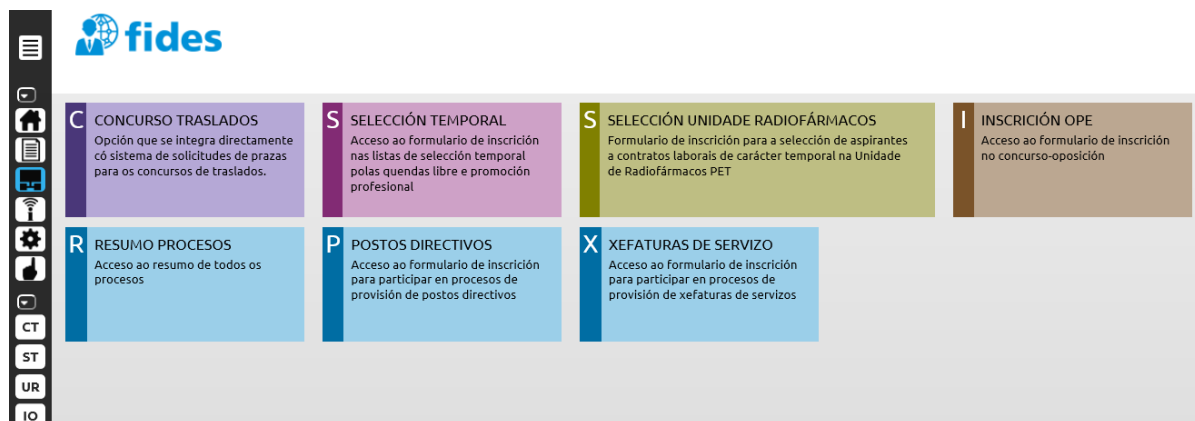 fides
C CONCURSO TRASLADOS
Opción que se integra directamente
có sistema de solicitudes de prazas
para os concursos de traslados.
S SELECCIÓN TEMPORAL
Acceso ao formulario de inscrición
nas listas de selección temporal
polas quendas libre e promoción
profesional
S SELECCIÓN UNIDADE RADIOFÁRMACOS
Formulario de inscrición para a selección de aspirantes
a contratos laborais de carácter temporal na Unidade
de Radiofármacos PET
I INSCRICIÓN OPE
Acceso ao formulario de inscrición
no concurso-oposición
R RESUMO PROCESOS
Acceso ao resumo de todos os
procesos
P POSTOS DIRECTIVOS
Acceso ao formulario de inscrición
para participar en procesos de
provisión de postos directivos
X XEFATURAS DE SERVIZO
Acceso ao formulario de inscrición
para participar en procesos de
provisión de xefaturas de servizos
CT
ST
UR
IO